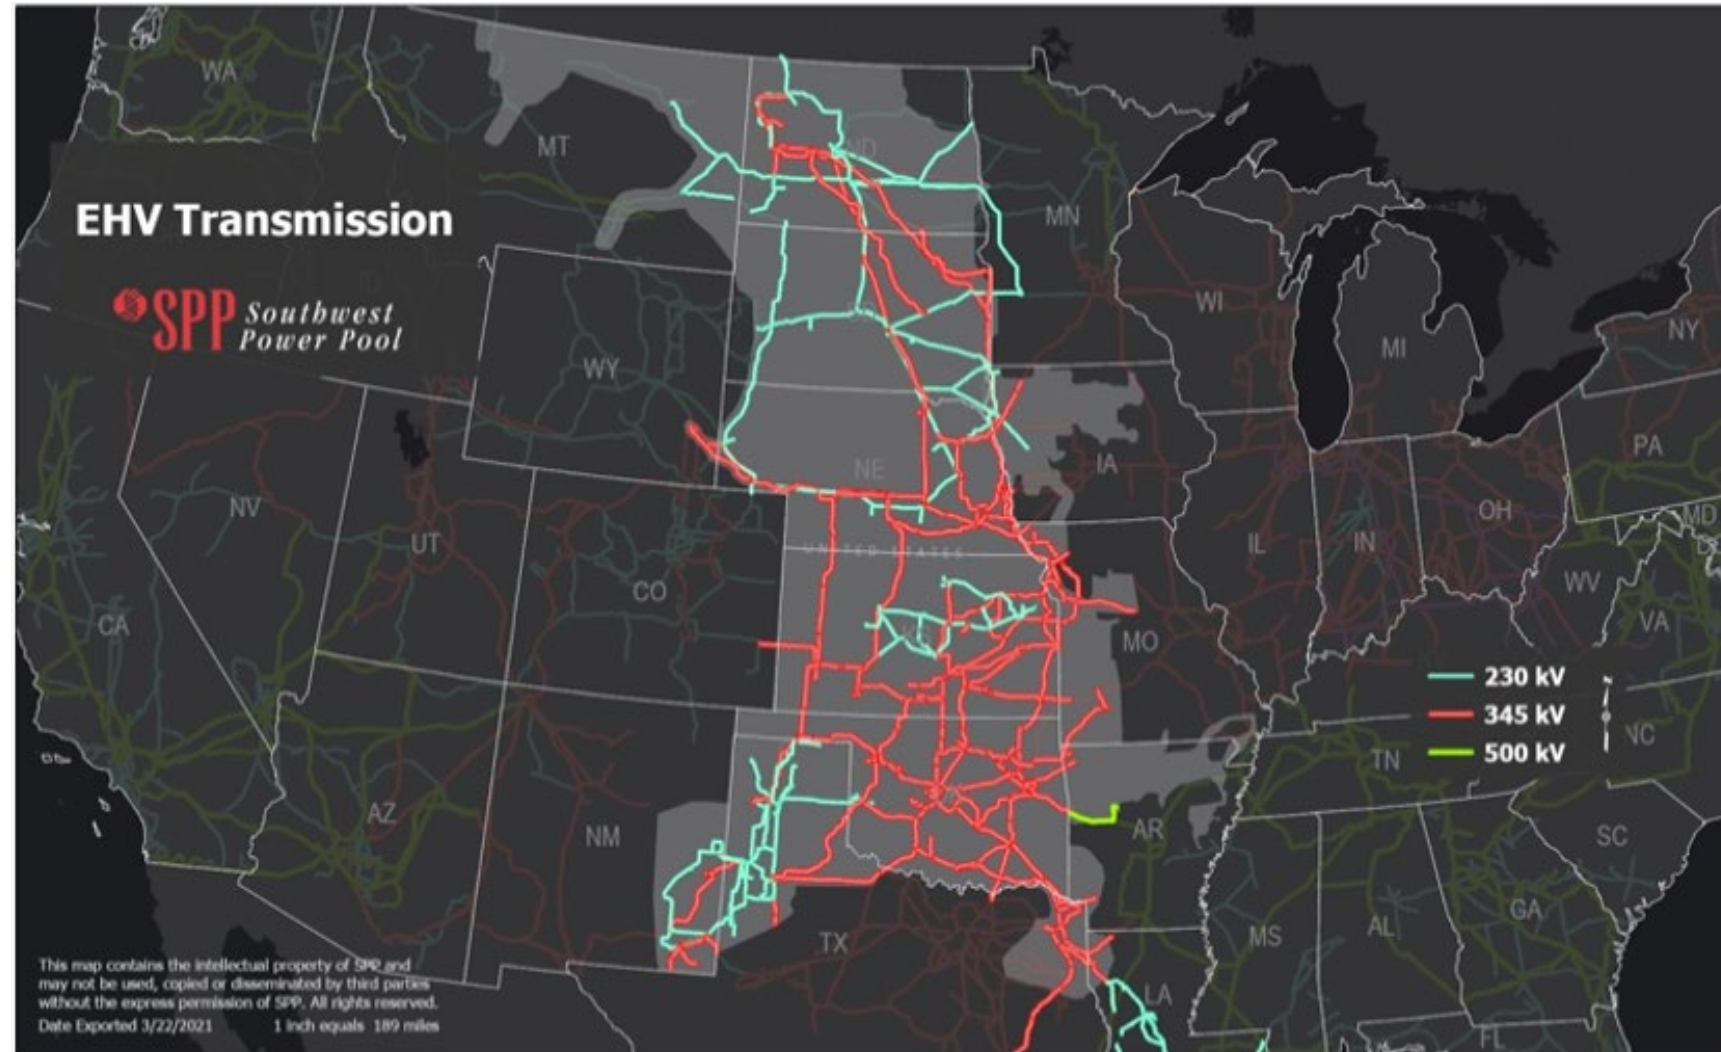 WA
MT
ND
MN
EHV Transmission
SPP Southwest
Power Pool
WI
MI
NY
WY
PA
NE
IA
NV
UT
OH
MD
UNITED STATES
IL
IN
CO
WV
CA
KS
MO
VA
230 kV
345 kV
500 kV
NC
TN
AZ
NM
AR
SC
TX
MS
AL
GA
LA
FL
This map contains the intellectual property of SPP and
may not be used, copied or disseminated by third parties
without the express permission of SPP. All rights reserved.
Date Exported 3/22/2021 1 inch equals 189 miles